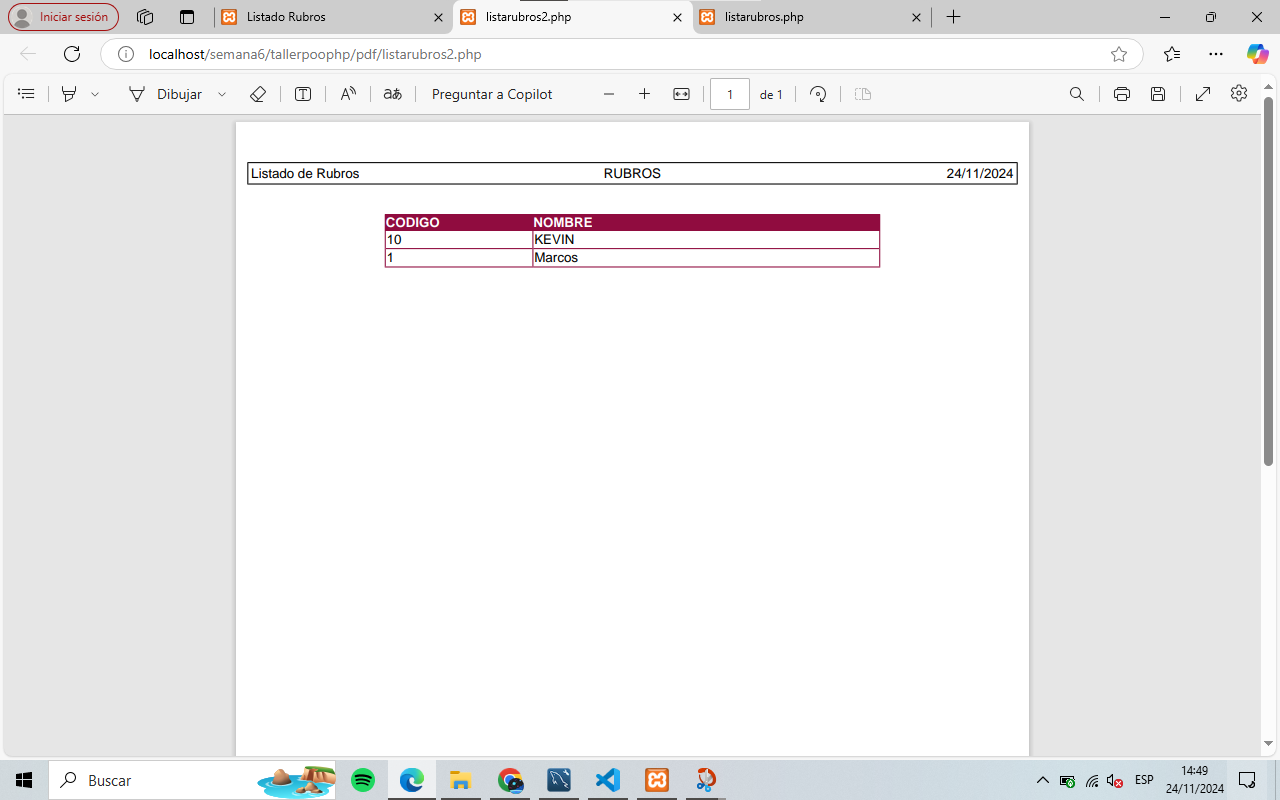 Iniciar sesión
Listado Rubros
listarubros2.php
listarubros.php
localhost/semana6/tallerpoophp/pdf/listarubros2.php
Dibujar
aあ
Preguntar a Copilot
1
de 1
Listado de Rubros
RUBROS
24/11/2024
CODIGO NOMBRE
10 KEVIN
1 Marcos
Buscar
ESP
14:49
24/11/2024